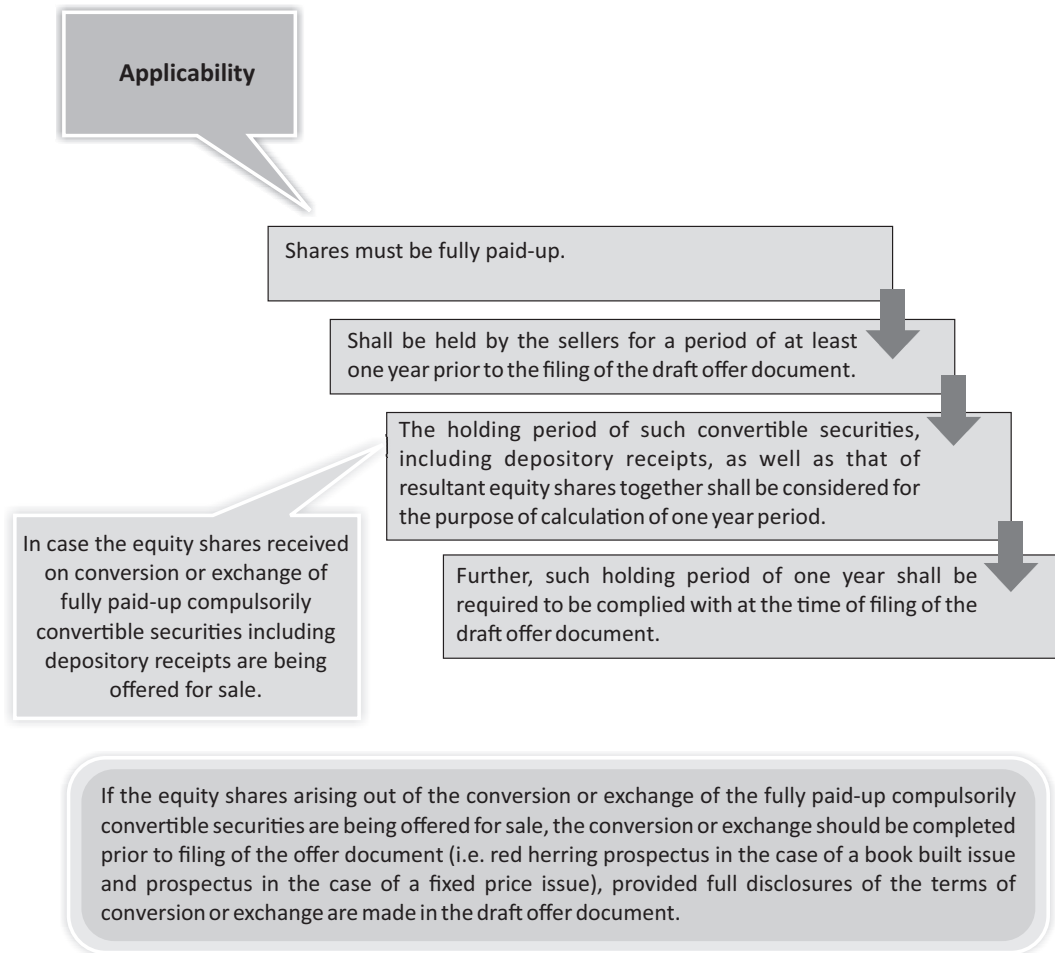 Applicability
Shares must be fully paid-up.
Shall be held by the sellers for a period of at least
one year prior to the filing of the draft offer document.
The holding period of such convertible securities,
including depository receipts, as well as that of
resultant equity shares together shall be considered for
the purpose of calculation of one year period.
In case the equity shares received
on conversion or exchange of
fully paid-up compulsorily
convertible securities including
depository receipts are being
offered for sale.
Further, such holding period of one year shall be
required to be complied with at the time of filing of the
draft offer document.
If the equity shares arising out of the conversion or exchange of the fully paid-up compulsorily
convertible securities are being offered for sale, the conversion or exchange should be completed
prior to filing of the offer document (i.e. red herring prospectus in the case of a book built issue
and prospectus in the case of a fixed price issue), provided full disclosures of the terms of
conversion or exchange are made in the draft offer document.